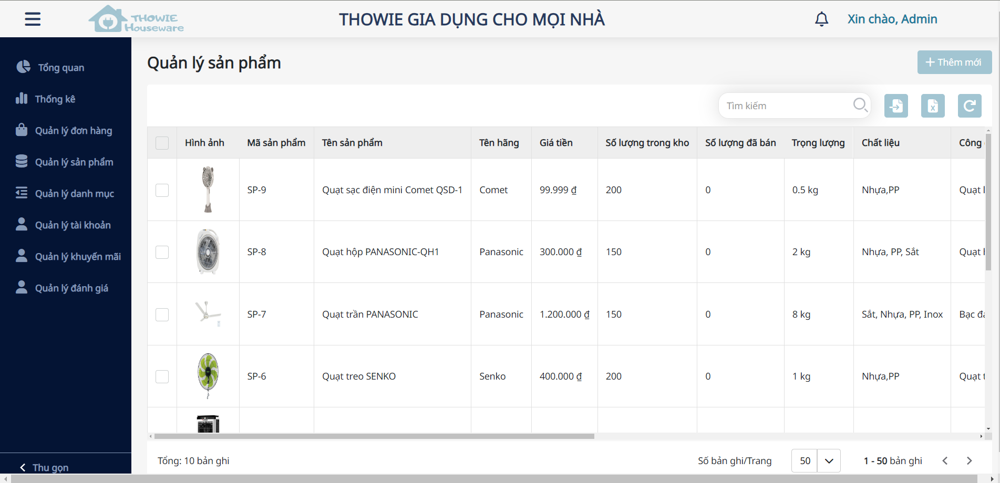 THOWIE
Houseware
THOWIE GIA DỤNG CHO MỌI NHÀ
Xin chào, Admin
Tổng quan
Thống kê
Quản lý đơn hàng
Quản lý sản phẩm
Quản lý danh mục
Quản lý tài khoản
Quản lý khuyến mãi
Quản lý đánh giá
Thu gọn
Quản lý sản phẩm
Thêm mới
Tìm kiếm
Hình ảnh Mã sản phẩm Tên sản phẩm Tên hãng Giá tiền Số lượng trong kho Số lượng đã bán Trọng lượng Chất liệu Công
SP-9 Quạt sạc điện mini Comet QSD-1 Comet 99.999 ₫ 200 0 0.5 kg Nhựa,PP Quạt
SP-8 Quạt hộp PANASONIC-QH1 Panasonic 300.000 ₫ 150 0 2 kg Nhựa, PP, Sắt Quạt
SP-7 Quạt trần PANASONIC Panasonic 1.200.000 ₫ 150 0 8 kg Sắt, Nhựa, PP, Inox Bạc
SP-6 Quạt treo SENKO Senko 400.000 ₫ 200 0 1 kg Nhựa,PP Quạt
Tổng: 10 bản ghi
Số bản ghi/Trang 50 1 - 50 bản ghi